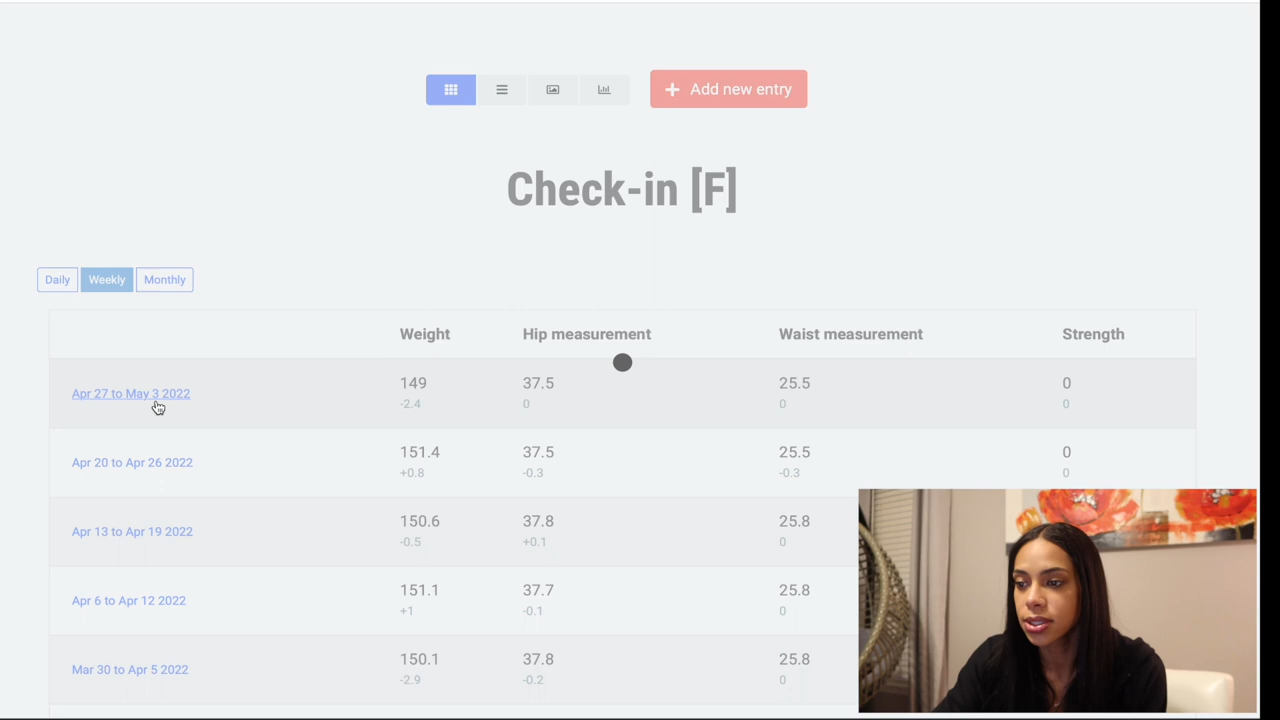 Add new entry
Check-in [F]
Daily Weekly Monthly
Weight Hip measurement Waist measurement Strength
Apr 27 to May 3 2022 149 37.5 25.5 0
-2.4 0 0 0
Apr 20 to Apr 26 2022 151.4 37.5 25.5 0
+0.8 -0.3 -0.3 0
Apr 13 to Apr 19 2022 150.6 37.8 25.8
-0.5 +0.1 0
Apr 6 to Apr 12 2022 151.1 37.7 25.8
+1 -0.1 0
Mar 30 to Apr 5 2022 150.1 37.8 25.8
-2.9 -0.2 0